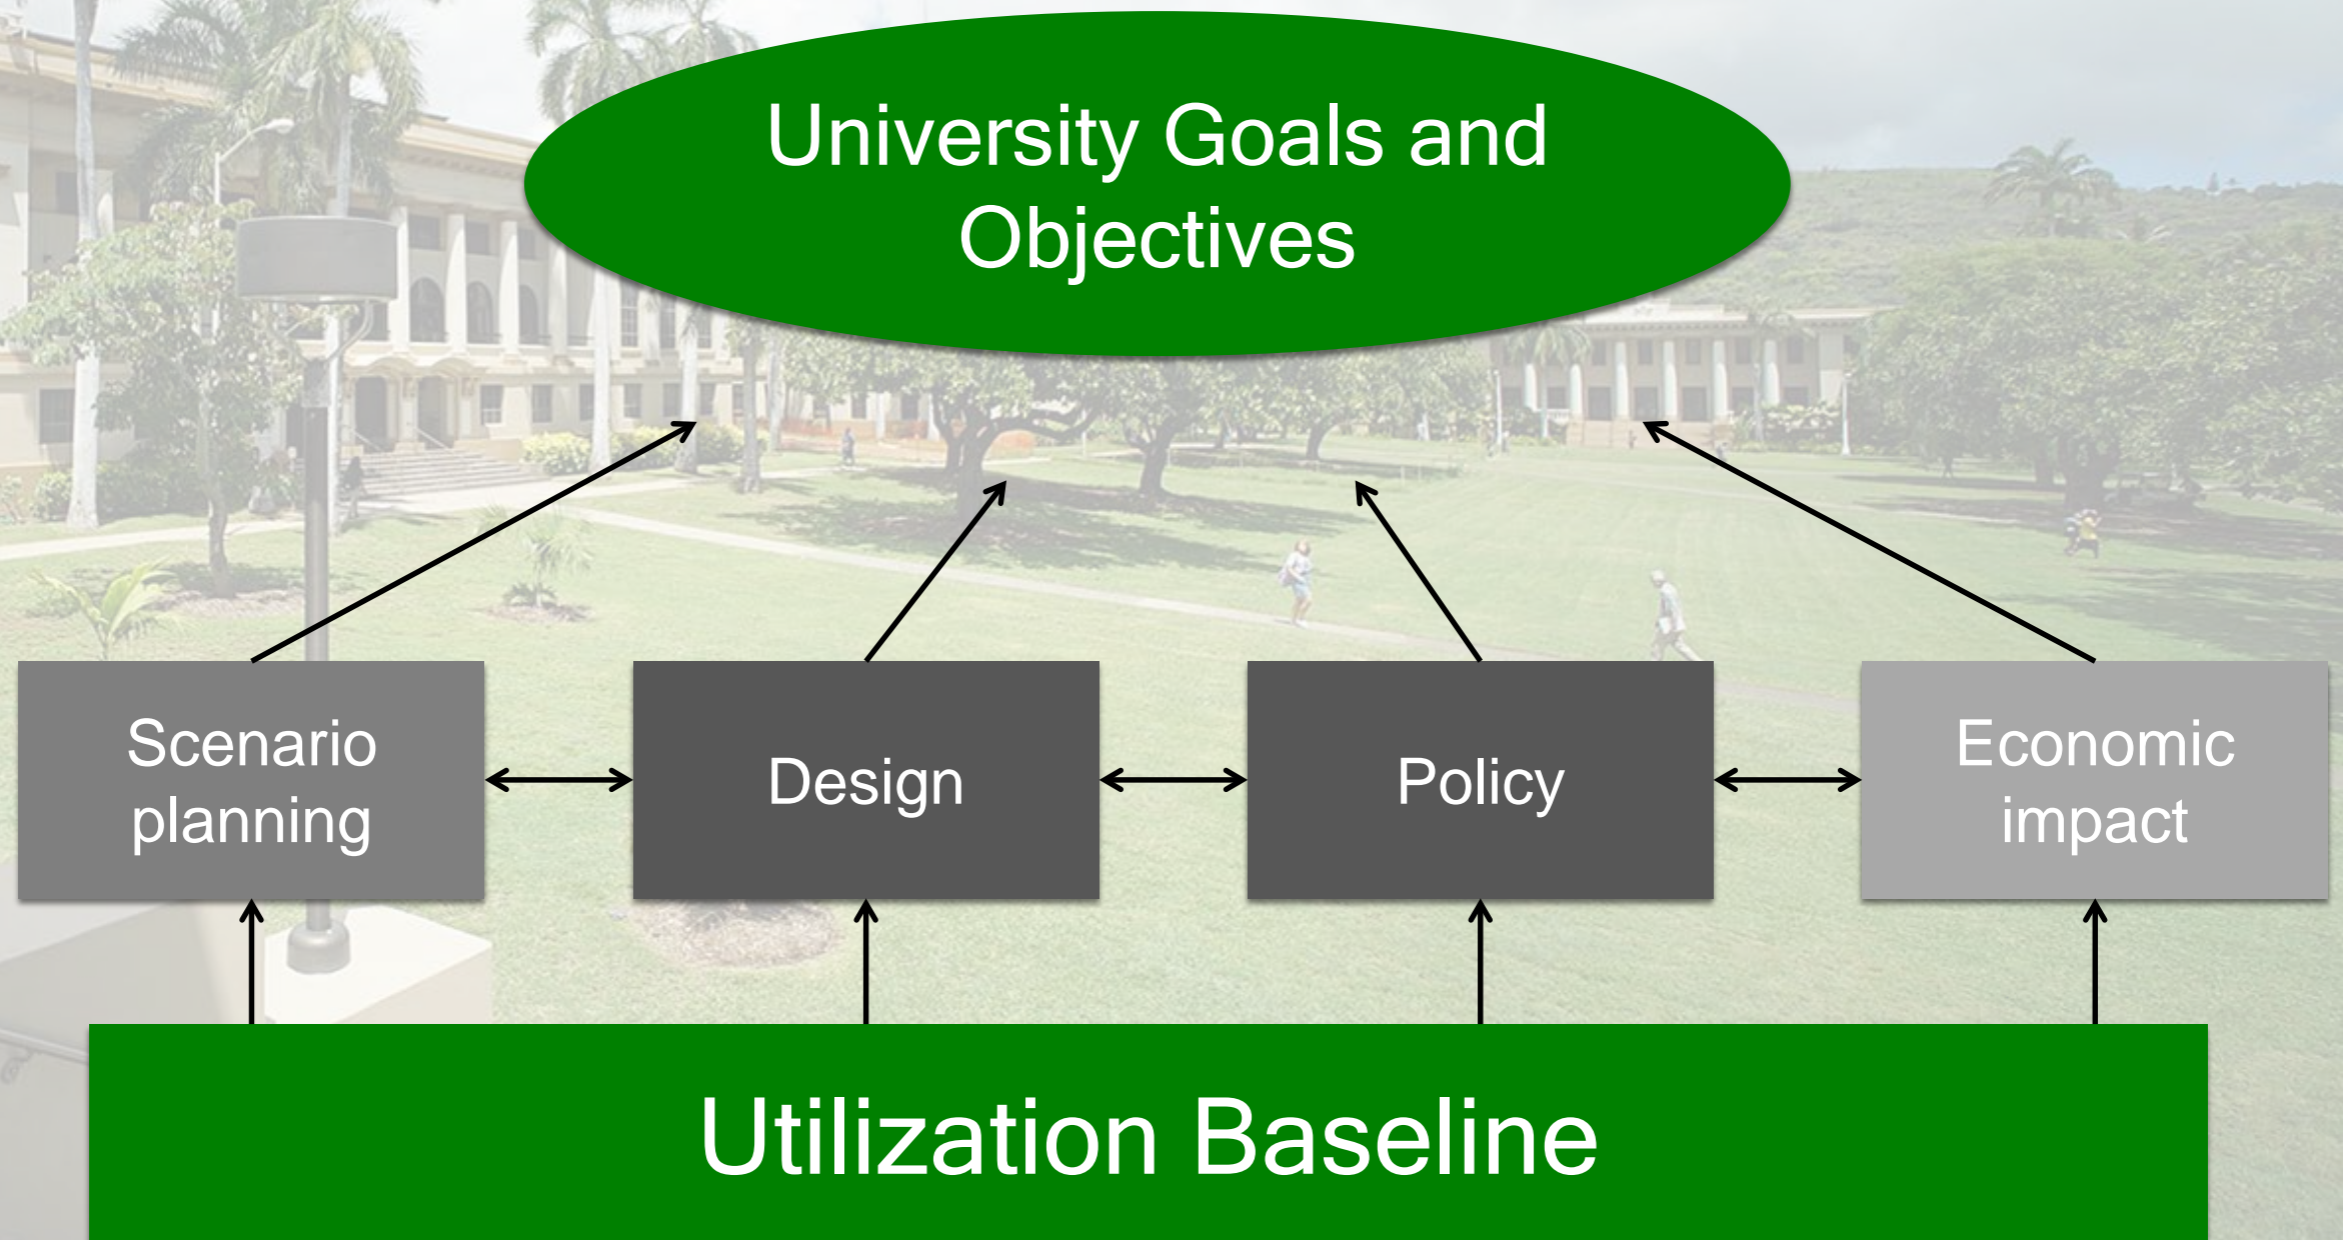 University Goals and
Objectives
Scenario
planning
Design
Policy
Economic
impact
Utilization Baseline